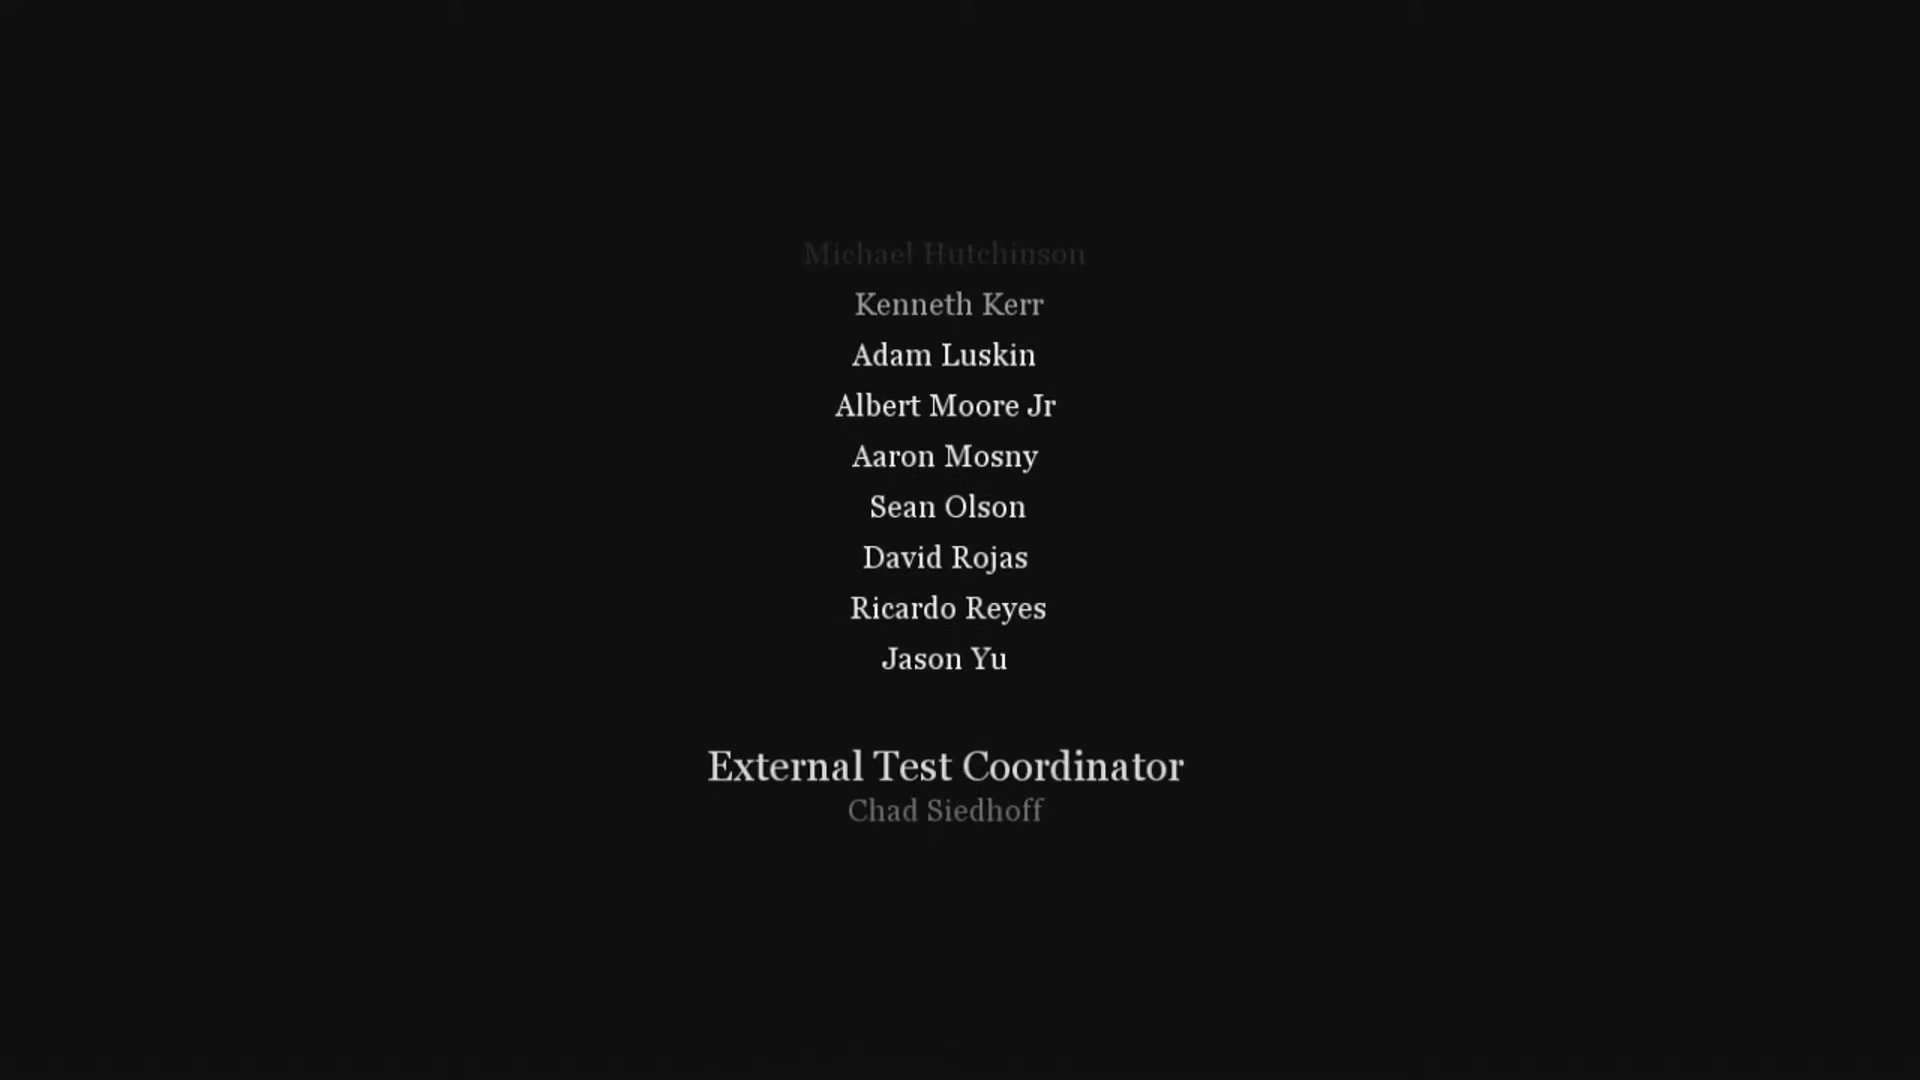 Michael Hutchinson
Kenneth Kerr
Adam Luskin
Albert Moore Jr
Aaron Mosny
Sean Olson
David Rojas
Ricardo Reyes
Jason Yu
External Test Coordinator
Chad Siedhoff